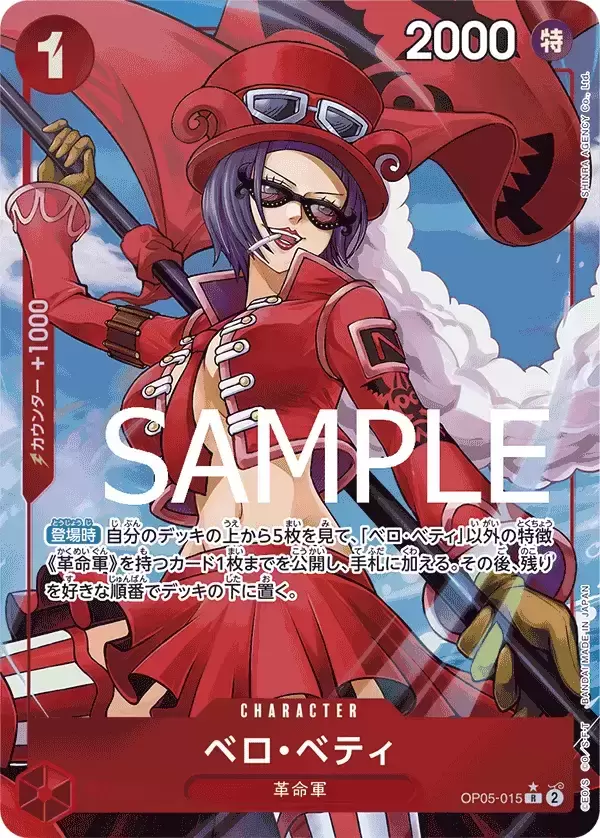 1
2000 特
SHINRA AGENCY Co., Ltd.
カウンター +1000
SAMPLE
登場時 自分のデッキの上から5枚を見て、「ベロ・ベティ」以外の特徴
《革命軍》を持つカード1枚までを公開し、手札に加える。その後、残り
を好きな順番でデッキの下に置く。
©E.O/S ©O/S・F・T BANDAI MADE IN JAPAN
CHARACTER
ベロ・ベティ
革命軍
OP05-015 R 2